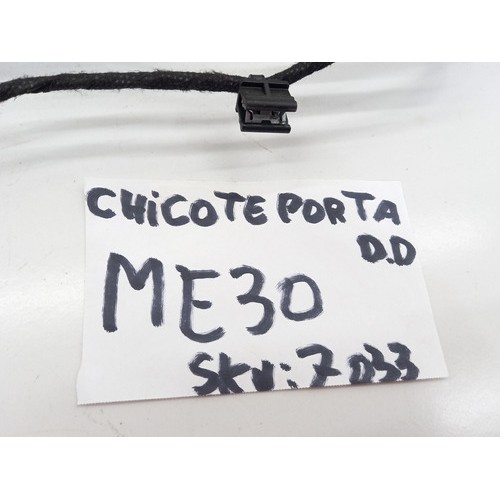 CHiCOTE PORTA
D.D
ME30
SKU: 7033